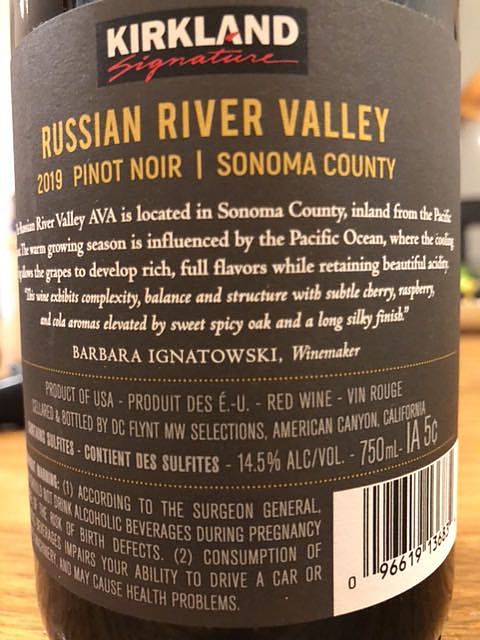 KIRKLAND
Signature
RUSSIAN RIVER VALLEY
2019 PINOT NOIR | SONOMA COUNTY
Russian River Valley AVA is located in Sonoma County, inland from the Pacific
The warm growing season is influenced by the Pacific Ocean, where the cooling
the grapes to develop rich, full flavors while retaining beautiful acidity.
"This wine exhibits complexity, balance and structure with subtle cherry, raspberry,
and cola aromas elevated by sweet spicy oak and a long silky finish."
BARBARA IGNATOWSKI, Winemaker
PRODUCT OF USA - PRODUIT DES É.-U. - RED WINE - VIN ROUGE
CELLARED & BOTTLED BY DC FLYNT MW SELECTIONS, AMERICAN CANYON, CALIFORNIA
SULFITES - CONTIENT DES SULFITES - 14.5% ALC/VOL. - 750mL - IA 5c
WARNING: (1) ACCORDING TO THE SURGEON GENERAL,
NOT DRINK ALCOHOLIC BEVERAGES DURING PREGNANCY
THE RISK OF BIRTH DEFECTS. (2) CONSUMPTION OF
BEVERAGES IMPAIRS YOUR ABILITY TO DRIVE A CAR OR
AND MAY CAUSE HEALTH PROBLEMS.
0 96619 1368